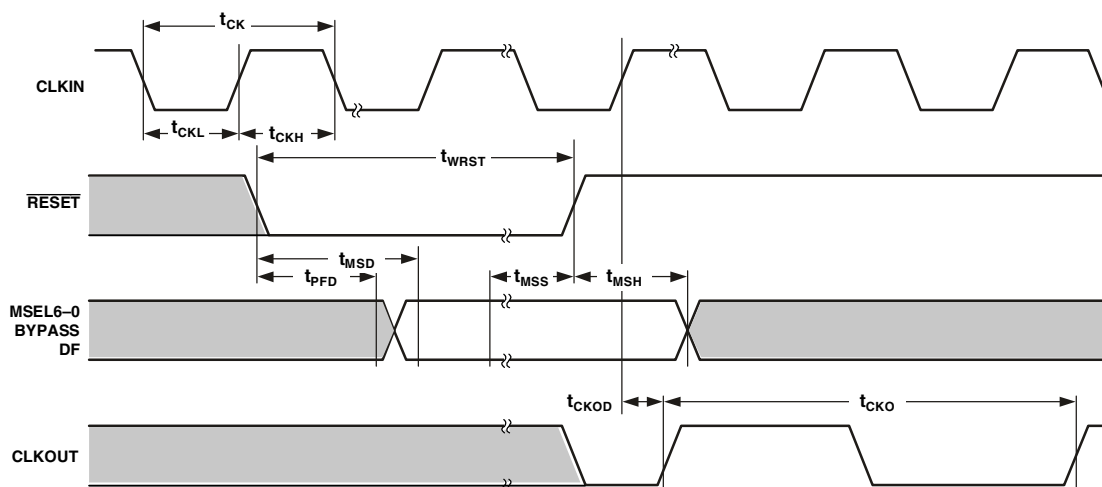 tCK
CLKIN
tCKL
tCKH
tWRST
RESET
tMSD
tPFD
tMSS
tMSH
MSEL6–0
BYPASS
DF
tCKOD
tCKO
CLKOUT